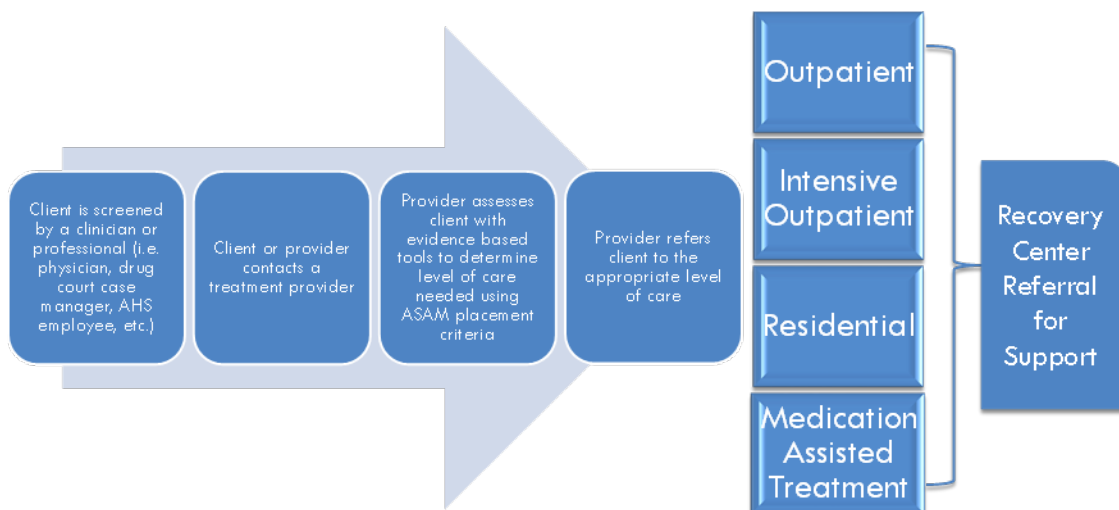 Client is screened
by a clinician or
professional (i.e.
physician, drug
court case
manager, AHS
employee, etc.)
Client or provider
contacts a
treatment provider
Provider assesses
client with
evidence based
tools to determine
level of care
needed using
ASAM placement
criteria
Provider refers
client to the
appropriate level
of care
Outpatient
Intensive
Outpatient
Residential
Medication
Assisted
Treatment
Recovery
Center
Referral
for
Support